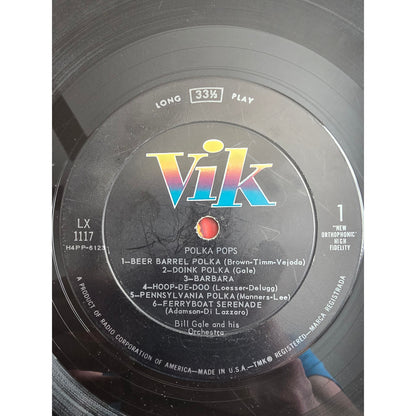 LONG 33⅓ PLAY
Vik
LX
1117
H4PP-6123
1
"NEW
ORTHOPHONIC"
HIGH
FIDELITY
POLKA POPS
1—BEER BARREL POLKA (Brown-Timm-Vejoda)
2—DOINK POLKA (Gale)
3—BARBARA
4—HOOP-DE-DOO (Loesser-Delugg)
5—PENNSYLVANIA POLKA (Manners-Lee)
6—FERRYBOAT SERENADE
(Adamson-Di Lazzaro)
Bill Gale and his
Orchestra
A PRODUCT OF RADIO CORPORATION OF AMERICA—MADE IN U.S.A.—TMK ® REGISTERED—MARCA REGISTRADA